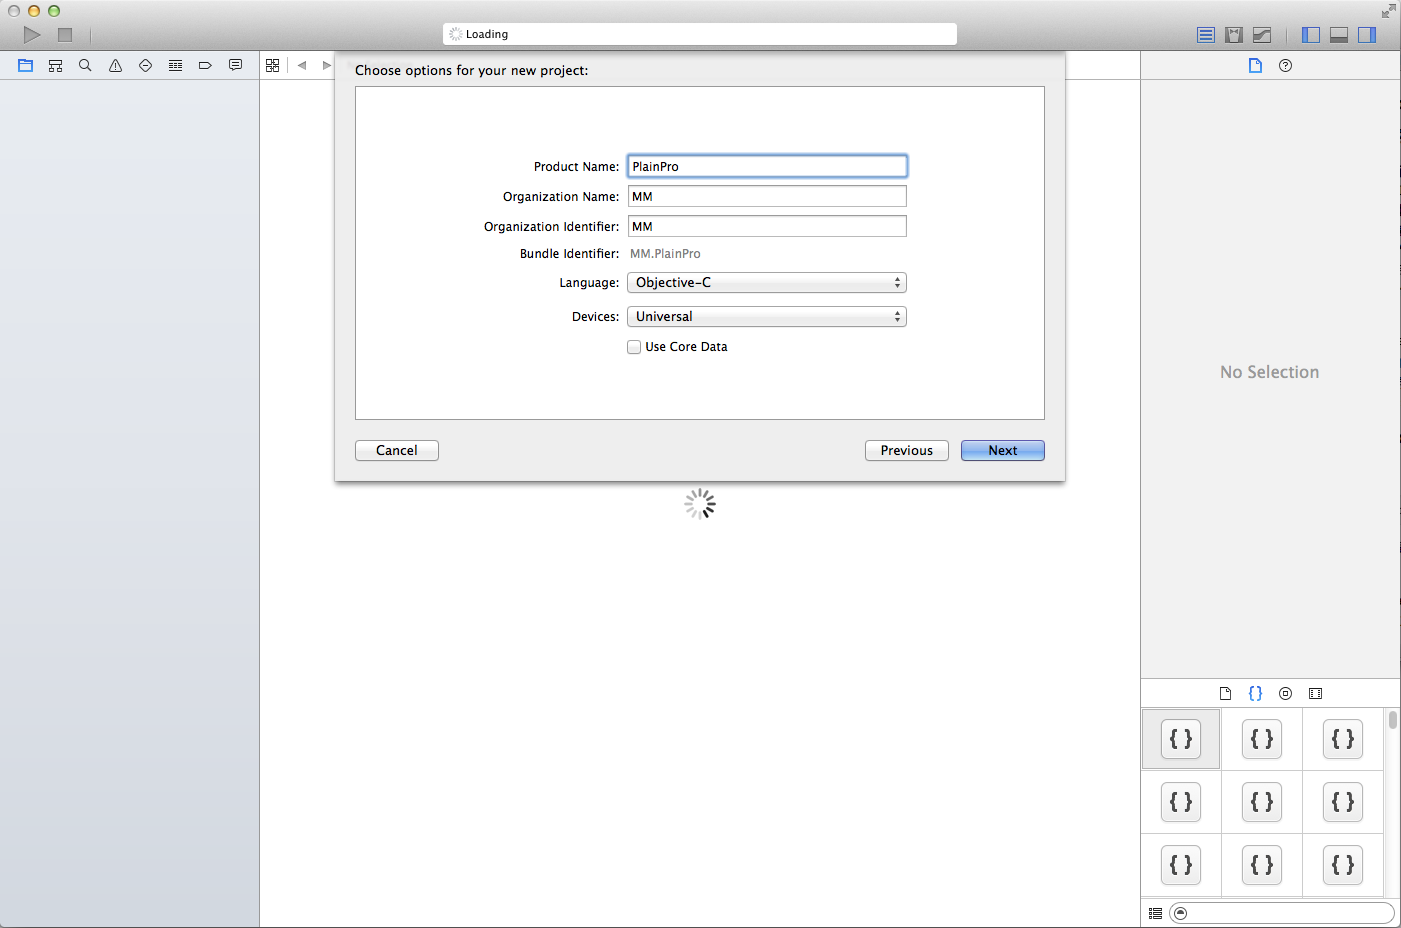 Loading
Choose options for your new project:
Product Name: PlainPro
Organization Name: MM
Organization Identifier: MM
Bundle Identifier: MM.PlainPro
Language: Objective-C
Devices: Universal
Use Core Data
Cancel
Previous
Next
No Selection
{ }
{ } { } { }
{ } { } { }
{ } { } { }